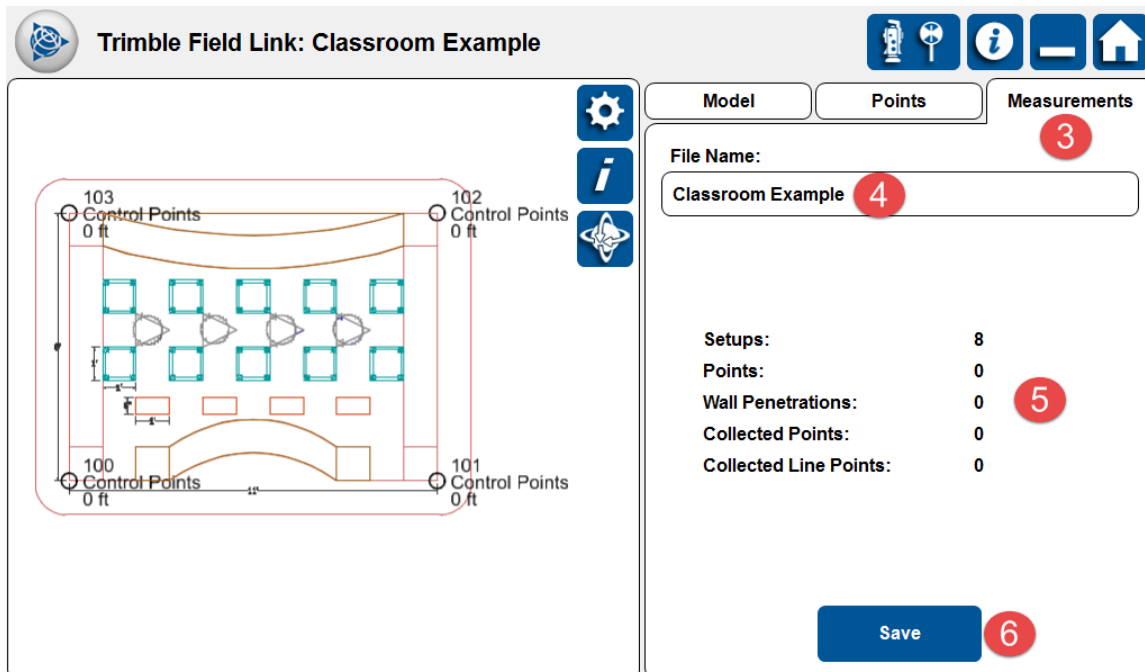 Trimble Field Link: Classroom Example
Model
Points
Measurements
3
File Name:
Classroom Example
4
103
Control Points
0 ft
102
Control Points
0 ft
100
Control Points
0 ft
101
Control Points
0 ft
11'
Setups: 8
Points: 0
Wall Penetrations: 0
5
Collected Points: 0
Collected Line Points: 0
Save
6